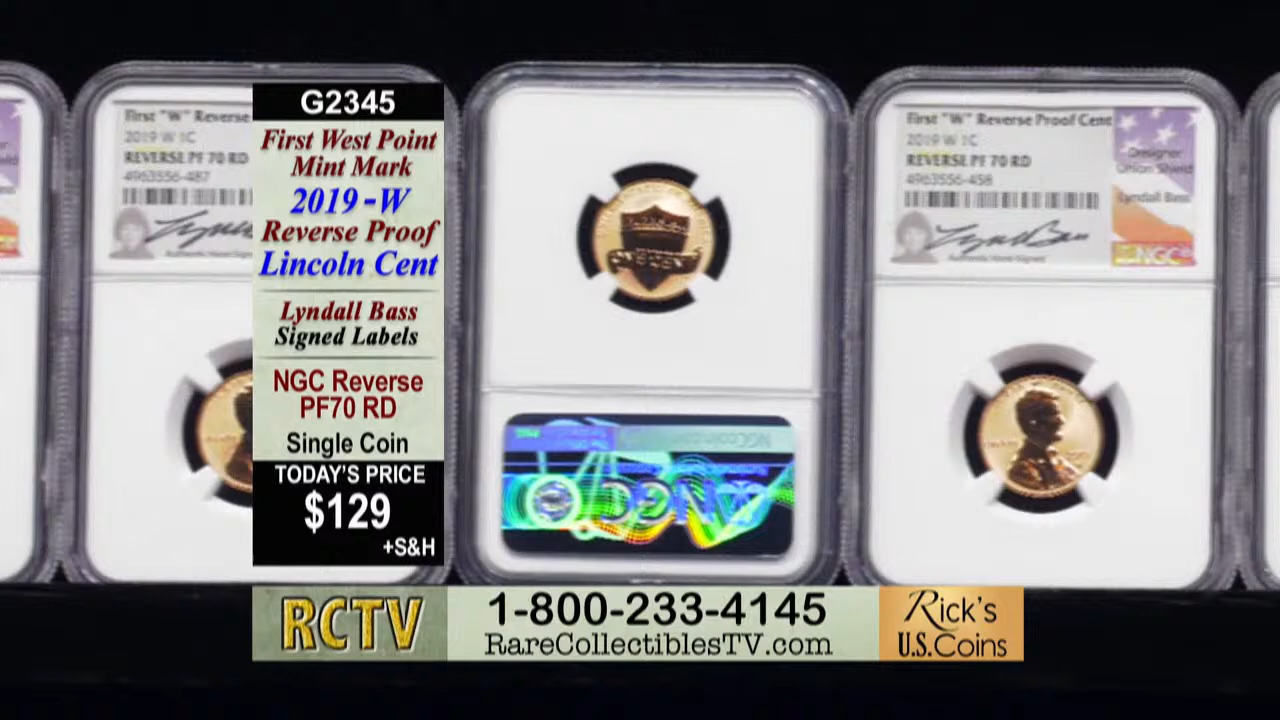 G2345
First West Point
Mint Mark
2019-W
Reverse Proof
Lincoln Cent
Lyndall Bass
Signed Labels
NGC Reverse
PF70 RD
Single Coin
TODAY'S PRICE
$129
+S&H
First "W" Reverse
2019 W 1C
REVERSE PF 70 RD
4963556-487
NGC
First "W" Reverse Proof Cent
2019 W 1C
REVERSE PF 70 RD
4963556-458
Designer
Union Shield
Lyndall Bass
NGC
Authentic Hand Signed
ONE CENT
RCTV
1-800-233-4145
RareCollectiblesTV.com
Rick's
U.S. Coins